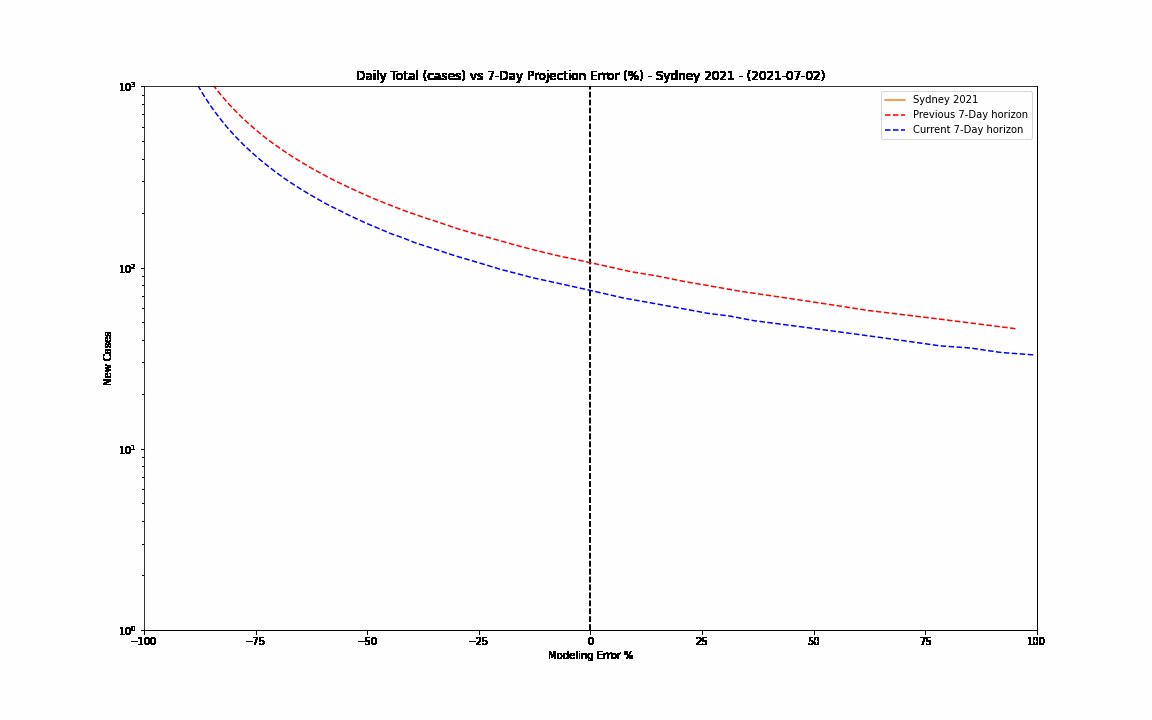 Daily Total (cases) vs 7-Day Projection Error (%) - Sydney 2021 - (2021-07-02)
Sydney 2021
Previous 7-Day horizon
Current 7-Day horizon
10³
10²
10¹
10⁰
New Cases
−100 −75 −50 −25 0 25 50 75 100
Modeling Error %